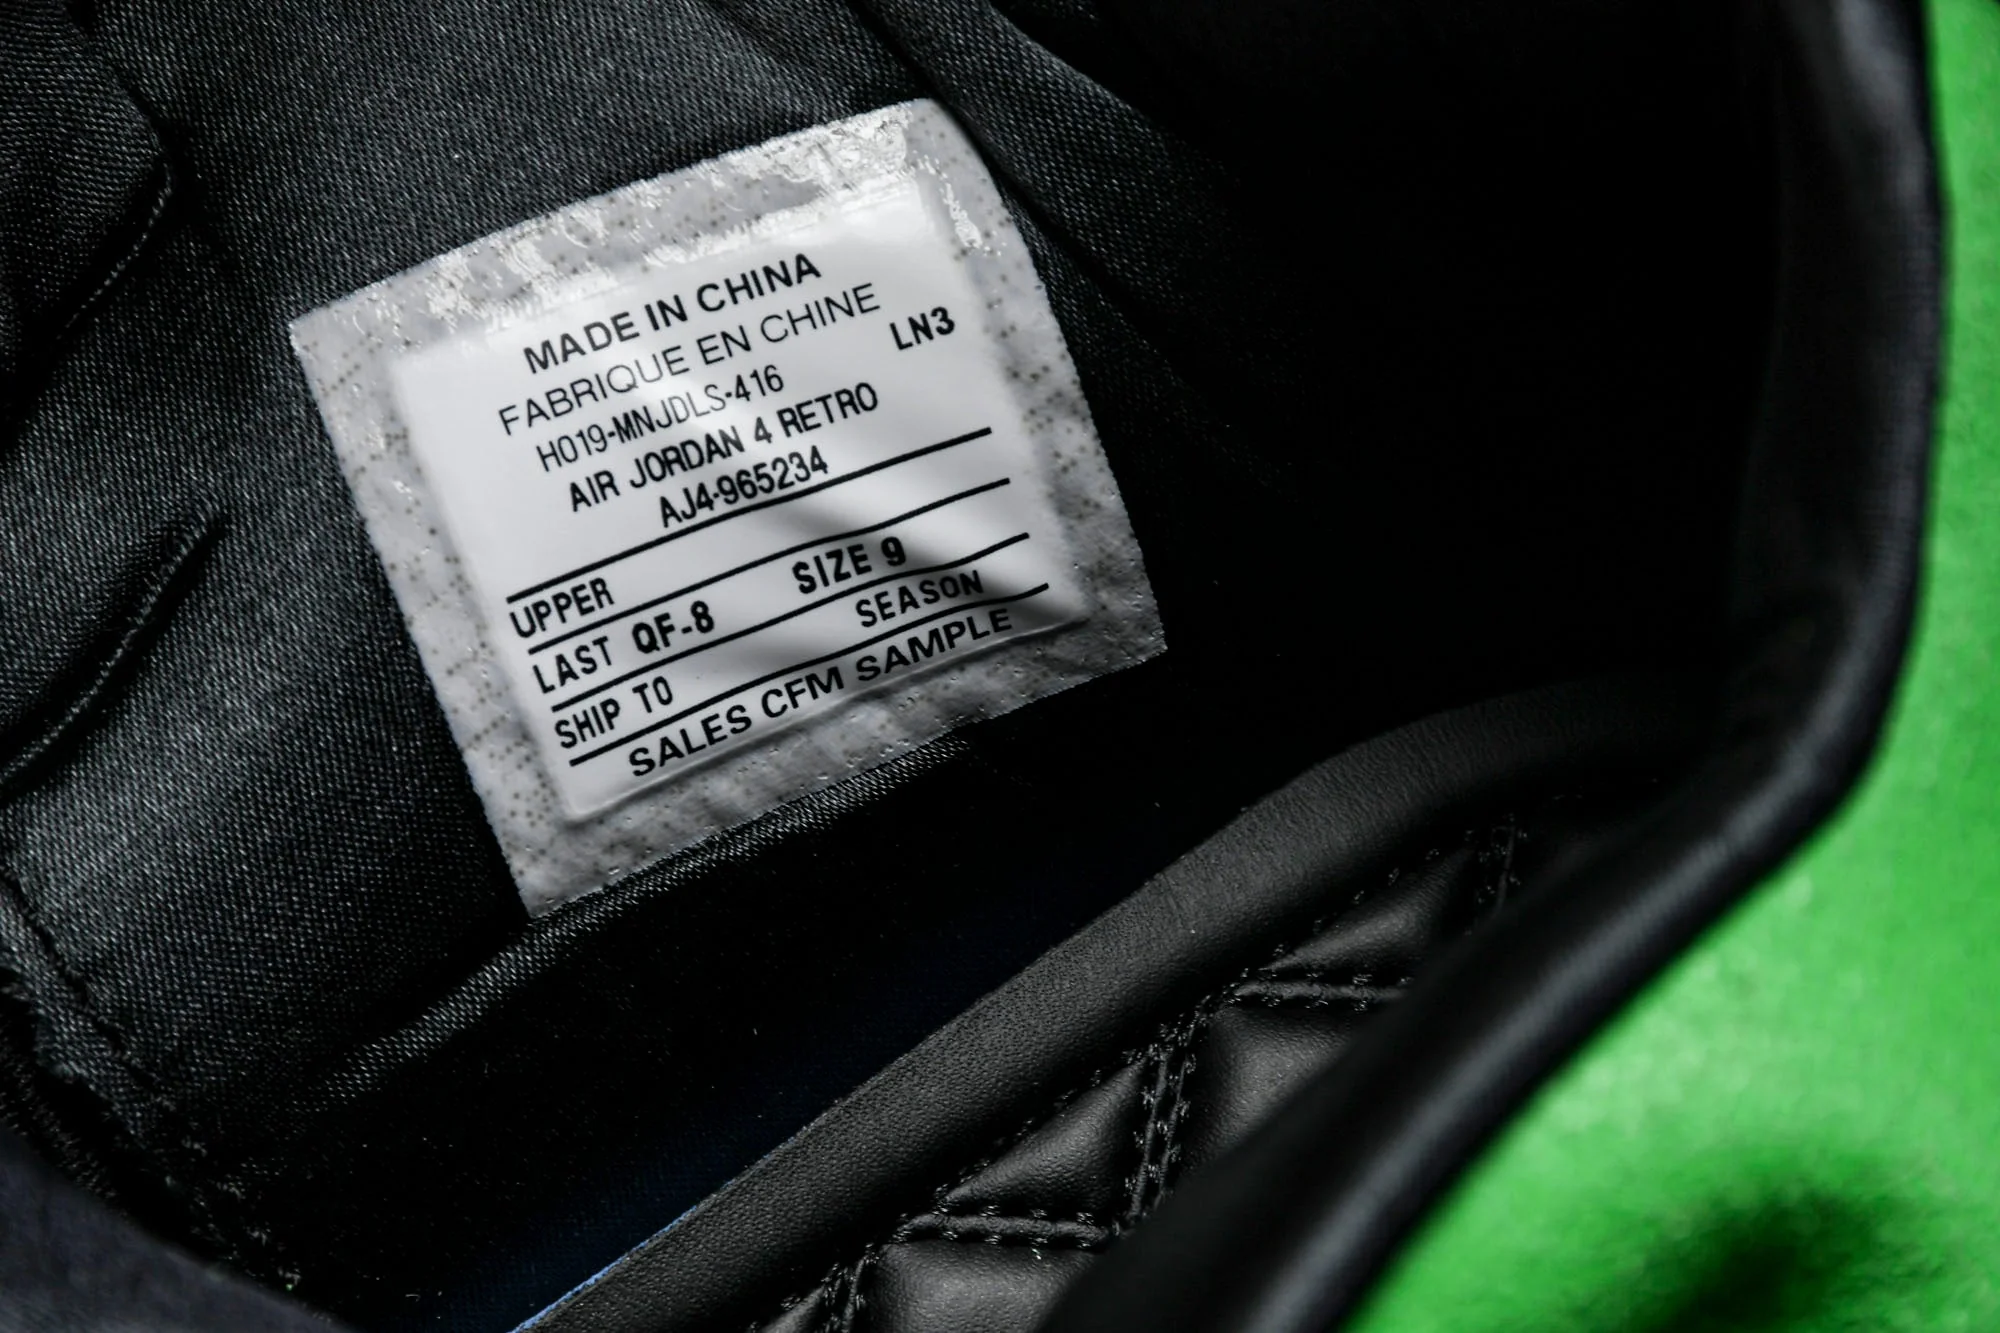 MADE IN CHINA
FABRIQUE EN CHINE
LN3
H019-MNJDLS-416
AIR JORDAN 4 RETRO
AJ4-965234
UPPER
LAST QF-8 SIZE 9
SHIP TO SEASON
SALES CFM SAMPLE